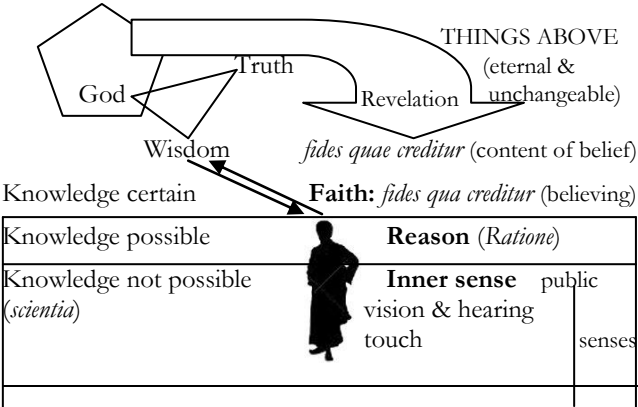 THINGS ABOVE
Truth (eternal &
God Revelation unchangeable)
Wisdom fides quae creditur (content of belief)
Knowledge certain Faith: fides qua creditur (believing)
Knowledge possible Reason (Ratione)
Knowledge not possible Inner sense public
(scientia) vision & hearing
touch senses